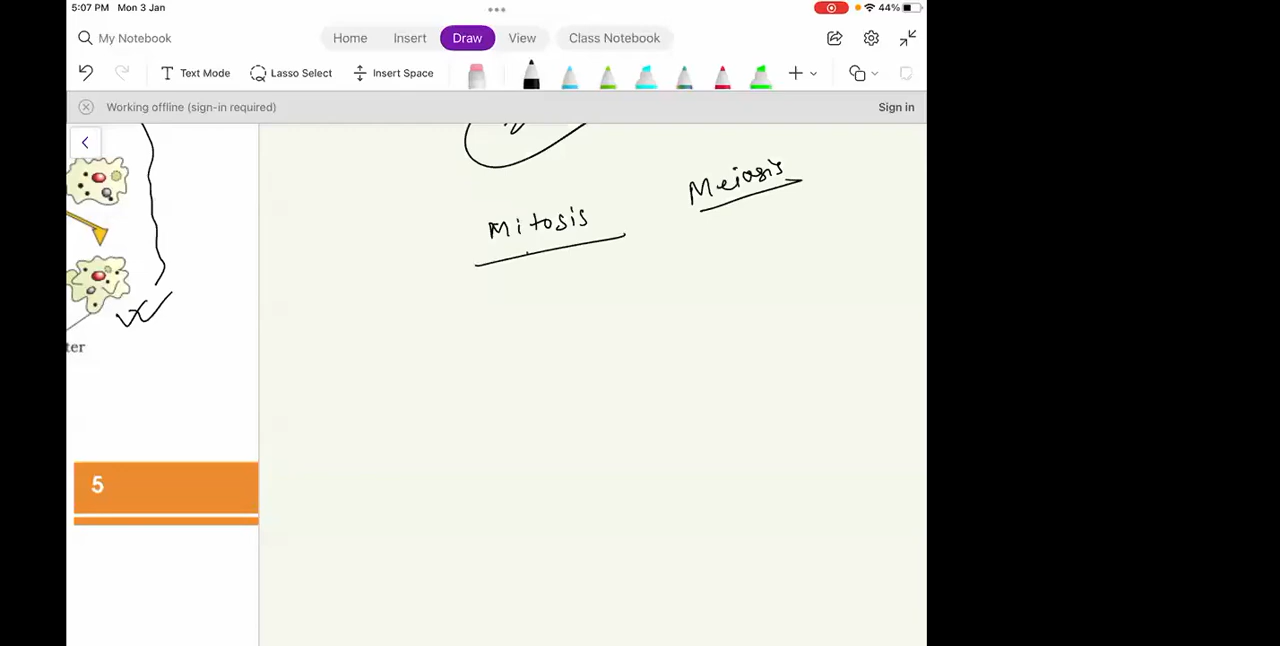 5:07 PM Mon 3 Jan
44%
My Notebook
Home Insert Draw View Class Notebook
Text Mode Lasso Select Insert Space
Working offline (sign-in required) Sign in
Meiosis
Mitosis
ter
5